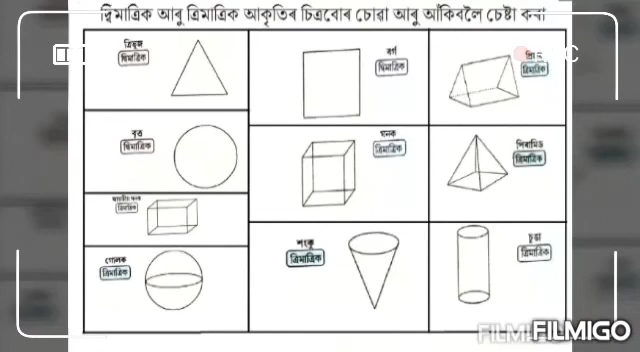 দ্বিমাত্ৰিক আৰু ত্ৰিমাত্ৰিক আকৃতিৰ চিত্ৰবোৰ চোৱা আৰু আঁকিবলৈ চেষ্টা কৰা
ত্ৰিভুজ
দ্বিমাত্ৰিক
বৰ্গ
দ্বিমাত্ৰিক
ত্ৰিমাত্ৰিক
বৃত্ত
দ্বিমাত্ৰিক
ঘনক
ত্ৰিমাত্ৰিক
পিৰামিড
ত্ৰিমাত্ৰিক
ত্ৰিমাত্ৰিক
গোলক
ত্ৰিমাত্ৰিক
শংকু
ত্ৰিমাত্ৰিক
চুঙা
ত্ৰিমাত্ৰিক
FILMIGO